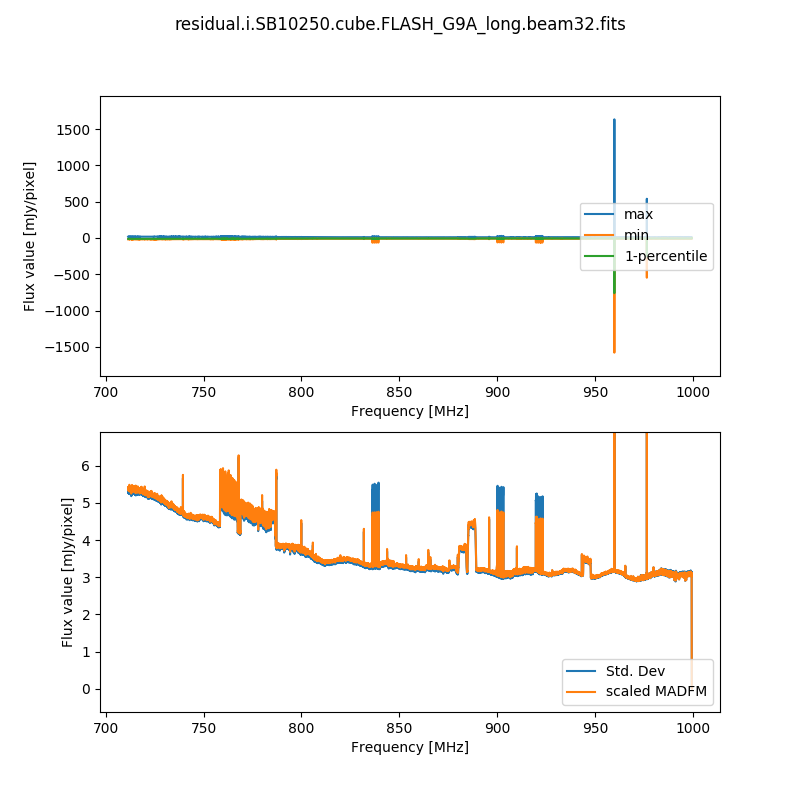 residual.i.SB10250.cube.FLASH_G9A_long.beam32.fits
Flux value [mJy/pixel]
1500
1000
500
0
−500
−1000
−1500
max
min
1-percentile
700 750 800 850 900 950 1000
Frequency [MHz]
Flux value [mJy/pixel]
6
5
4
3
2
1
0
Std. Dev
scaled MADFM
700 750 800 850 900 950 1000
Frequency [MHz]